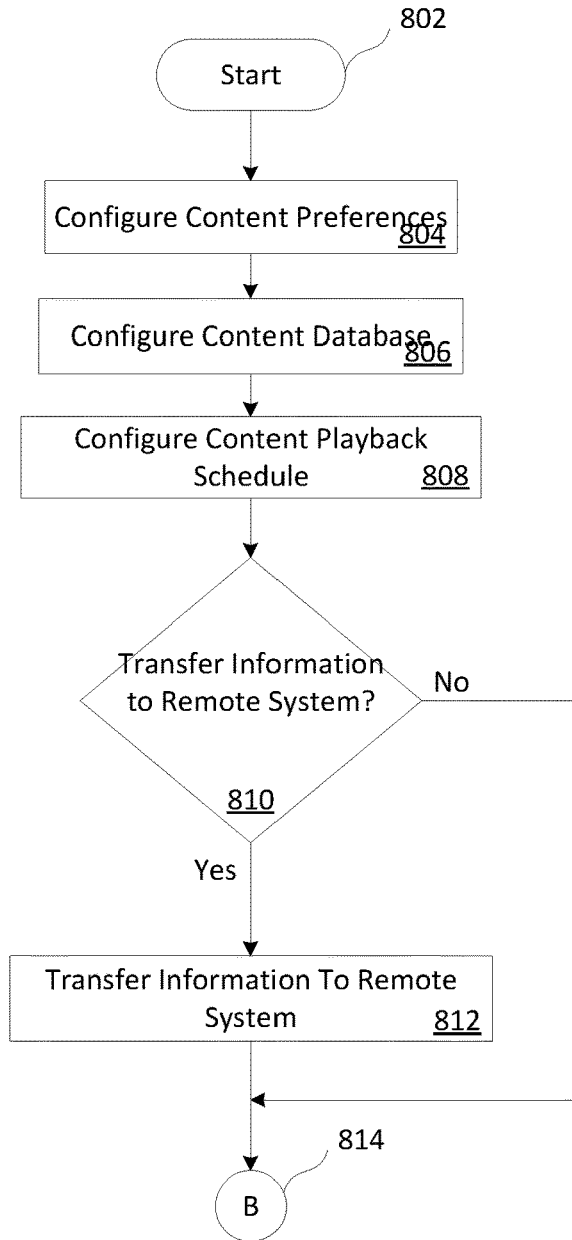 802
Start
Configure Content Preferences
804
Configure Content Database
806
Configure Content Playback
Schedule
808
Transfer Information
to Remote System?
No
810
Yes
Transfer Information To Remote
System
812
814
B